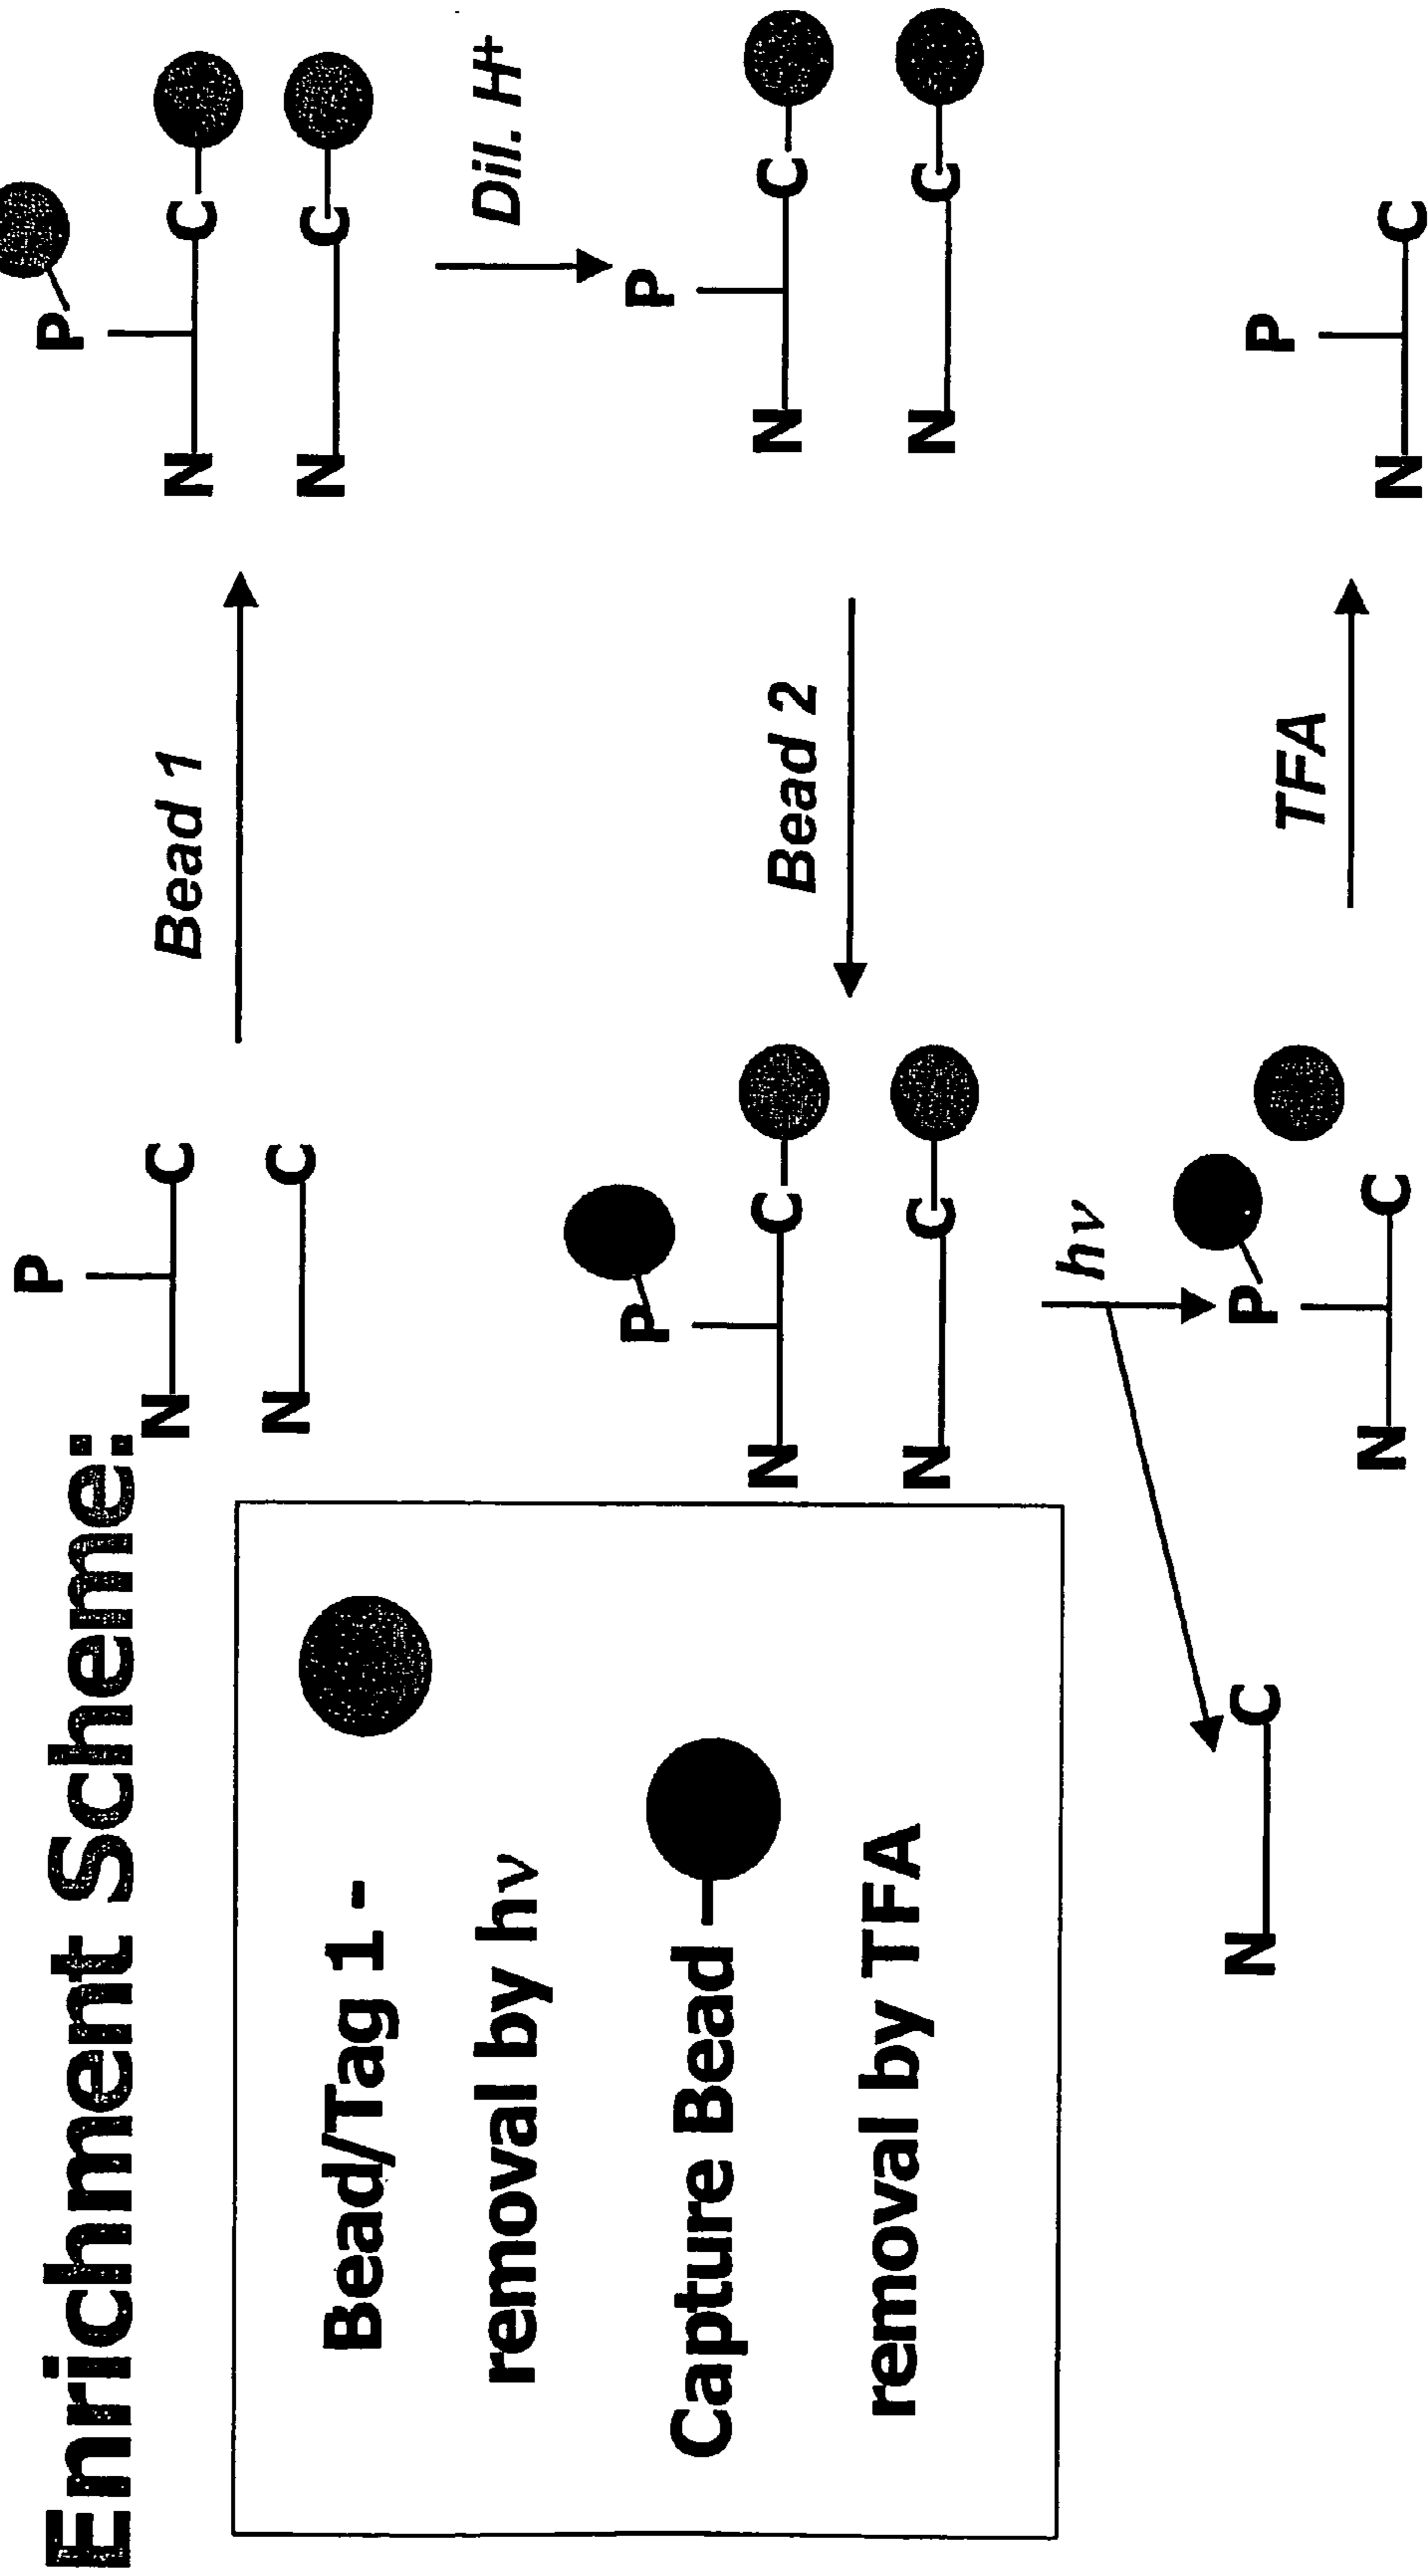 Enrichment Scheme:
P
N C
N C
Bead 1
P
N C
N C
Dil. H+
Bead/Tag 1 -
removal by hν
Capture Bead
removal by TFA
P
N C
N C
Bead 2
P
N C
N C
hν
N C
P
N C
TFA
P
N C